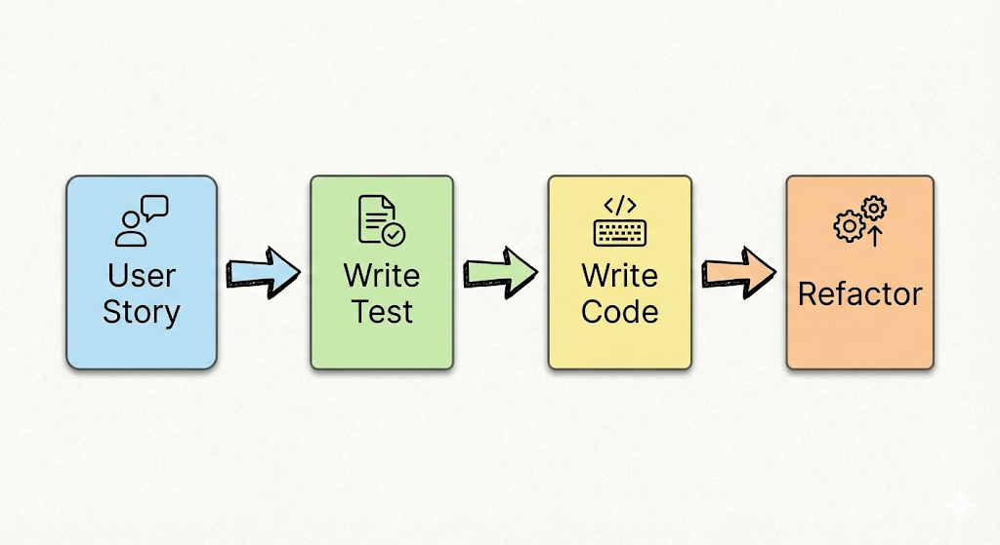 User
Story
Write
Test
</>
Write
Code
Refactor